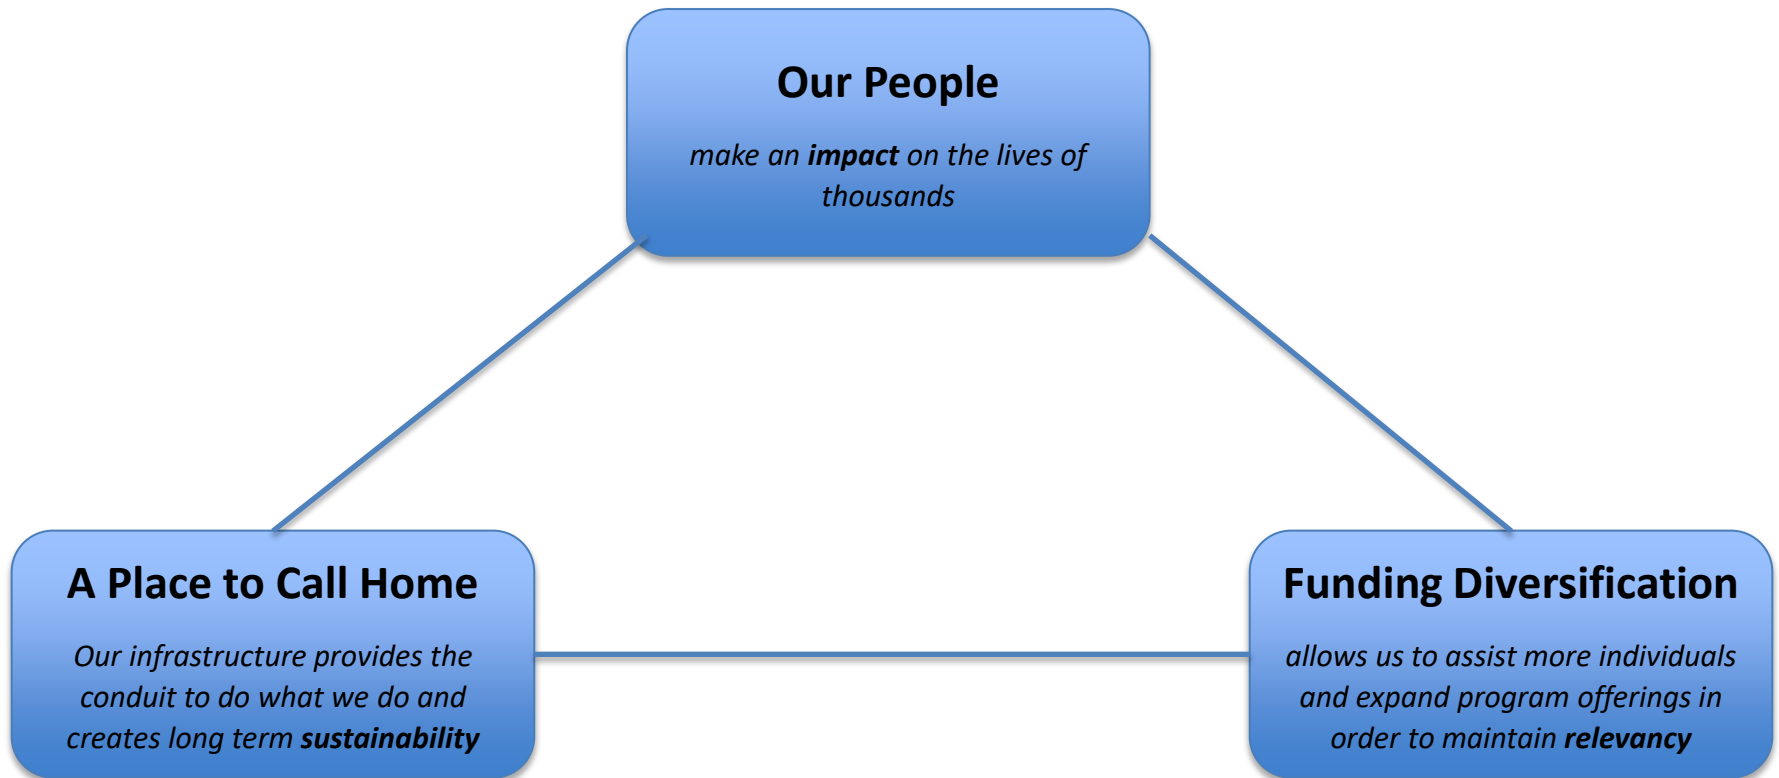 Our People
make an impact on the lives of
thousands
A Place to Call Home
Our infrastructure provides the
conduit to do what we do and
creates long term sustainability
Funding Diversification
allows us to assist more individuals
and expand program offerings in
order to maintain relevancy